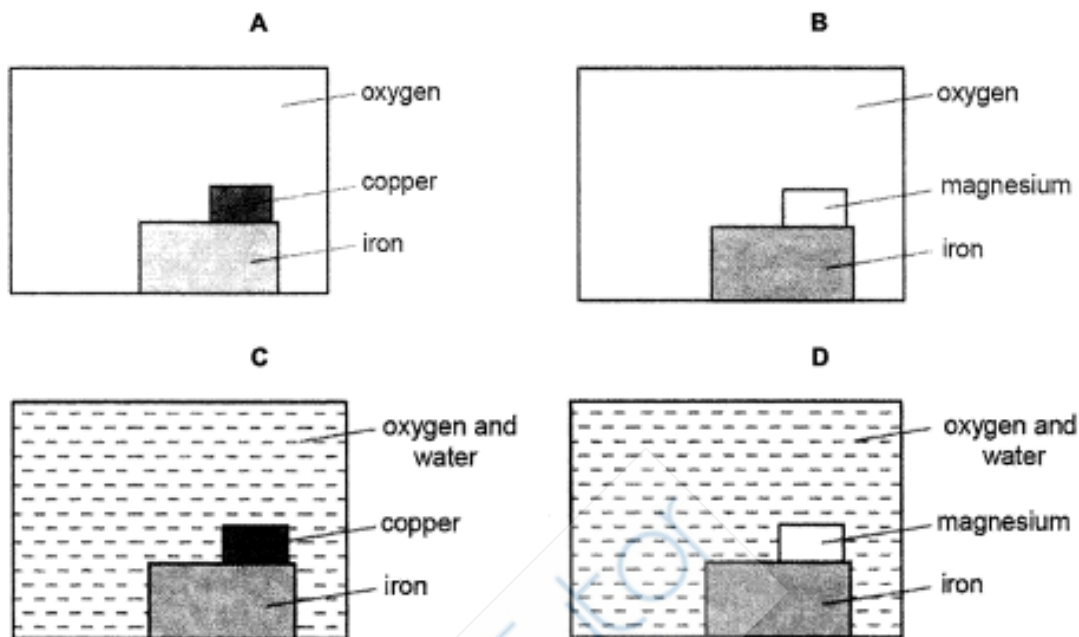 A
oxygen
copper
iron
B
oxygen
magnesium
iron
C
oxygen and
water
copper
iron
D
oxygen and
water
magnesium
iron